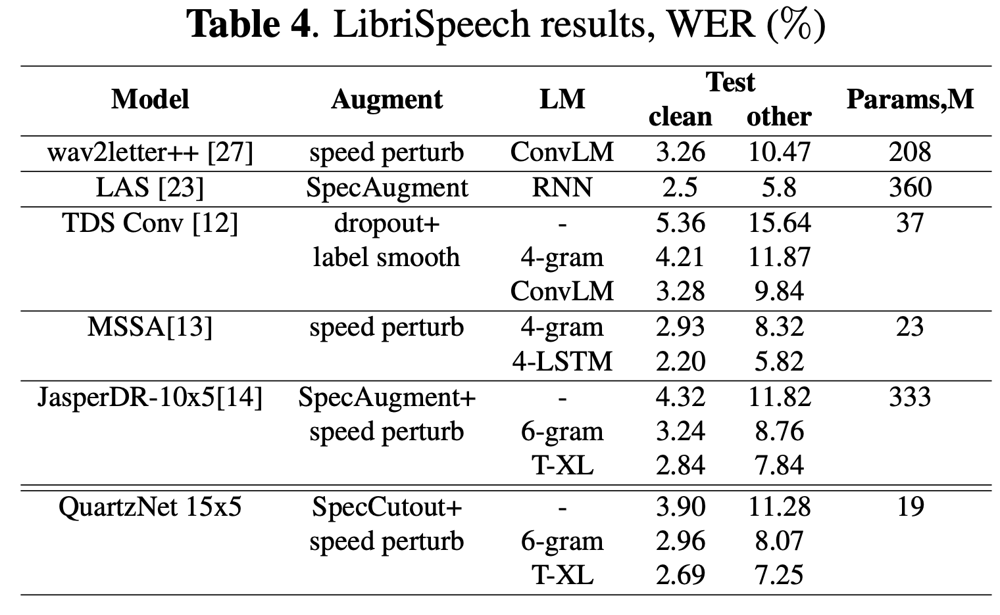 Table 4. LibriSpeech results, WER (%)
Model Augment LM Test Params,M
clean other
wav2letter++ [27] speed perturb ConvLM 3.26 10.47 208
LAS [23] SpecAugment RNN 2.5 5.8 360
TDS Conv [12] dropout+ - 5.36 15.64 37
label smooth 4-gram 4.21 11.87
ConvLM 3.28 9.84
MSSA[13] speed perturb 4-gram 2.93 8.32 23
4-LSTM 2.20 5.82
JasperDR-10x5[14] SpecAugment+ - 4.32 11.82 333
speed perturb 6-gram 3.24 8.76
T-XL 2.84 7.84
QuartzNet 15x5 SpecCutout+ - 3.90 11.28 19
speed perturb 6-gram 2.96 8.07
T-XL 2.69 7.25